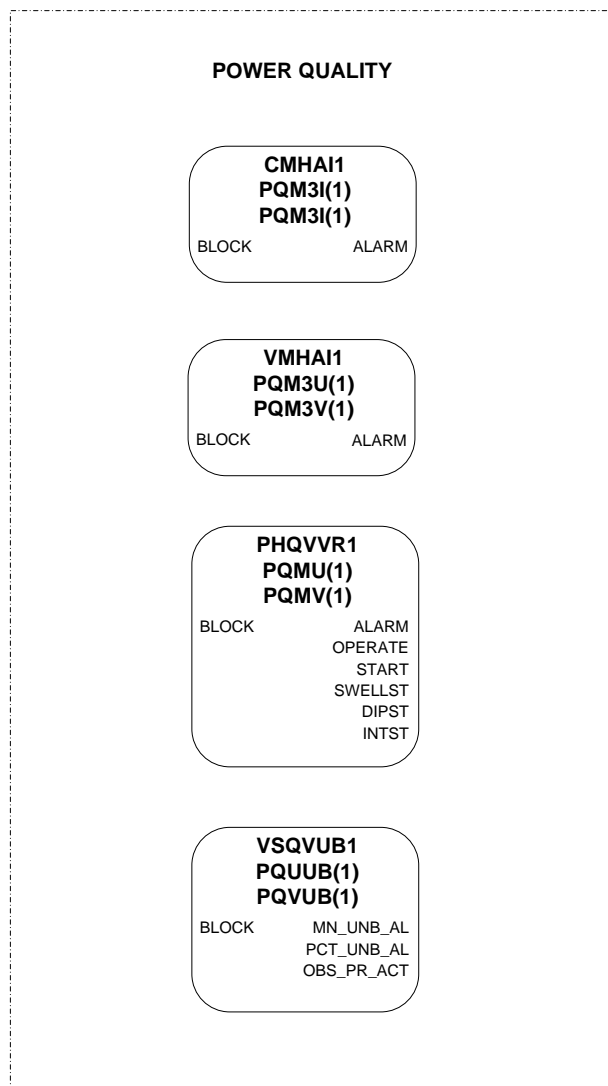 POWER QUALITY
CMHAI1
PQM3I(1)
PQM3I(1)
BLOCK ALARM
VMHAI1
PQM3U(1)
PQM3V(1)
BLOCK ALARM
PHQVVR1
PQMU(1)
PQMV(1)
BLOCK ALARM
OPERATE
START
SWELLST
DIPST
INTST
VSQVUB1
PQUUB(1)
PQVUB(1)
BLOCK MN_UNB_AL
PCT_UNB_AL
OBS_PR_ACT